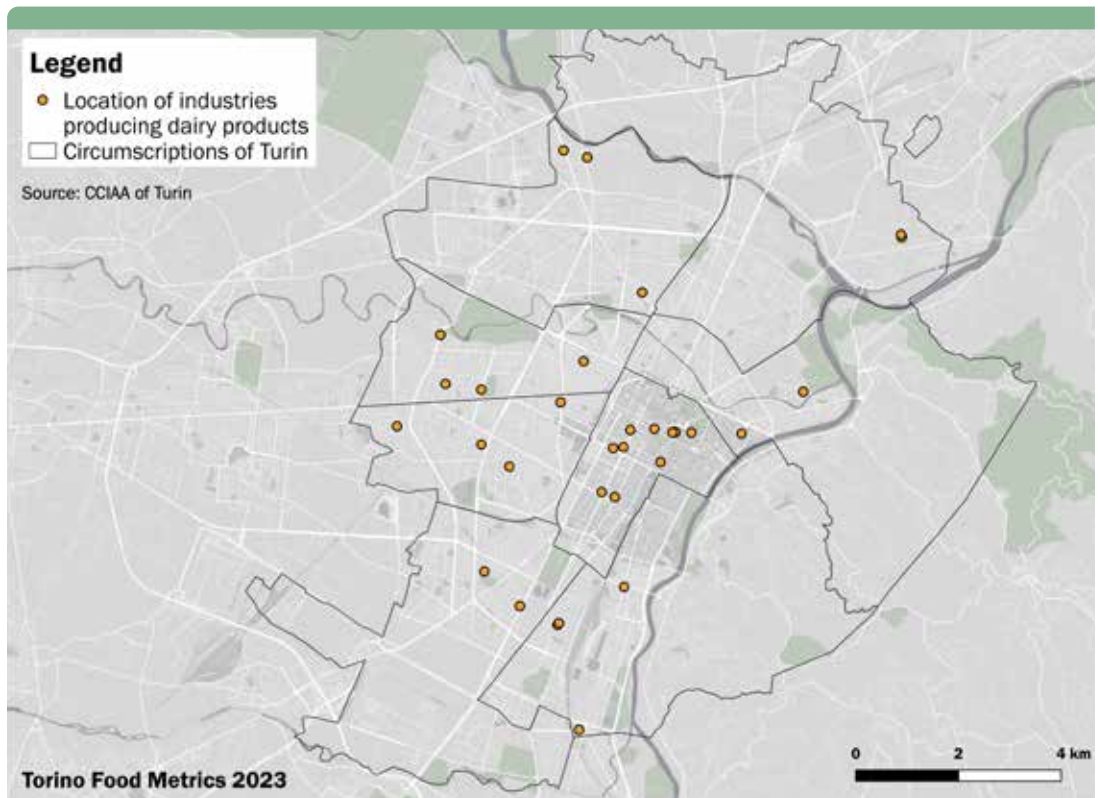 Legend
Location of industries
producing dairy products
Circumscriptions of Turin
Source: CCIAA of Turin
0 2 4 km
Torino Food Metrics 2023